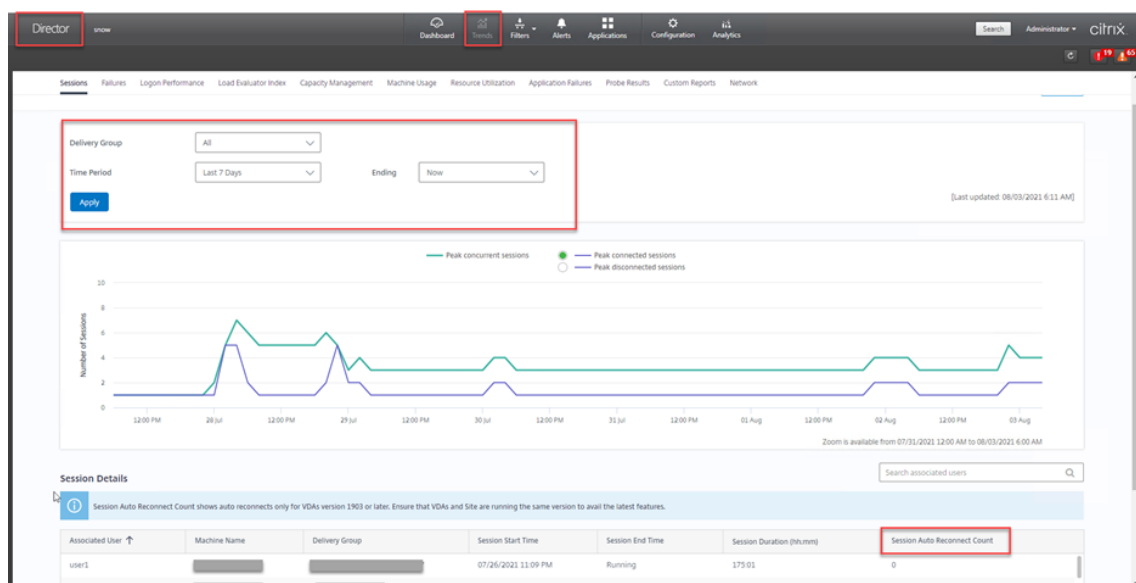 Director snow Dashboard Trends Filters Alerts Applications Configuration Analytics Search Administrator citrix
19 65
Sessions Failures Logon Performance Load Evaluator Index Capacity Management Machine Usage Resource Utilization Application Failures Probe Results Custom Reports Network
Delivery Group All
Time Period Last 7 Days Ending Now
Apply
[Last updated: 08/03/2021 6:11 AM]
Peak concurrent sessions Peak connected sessions
Peak disconnected sessions
Number of Sessions
10
8
6
4
2
0
12:00 PM 28 Jul 12:00 PM 29 Jul 12:00 PM 30 Jul 12:00 PM 31 Jul 12:00 PM 01 Aug 12:00 PM 02 Aug 12:00 PM 03 Aug
Zoom is available from 07/31/2021 12:00 AM to 08/03/2021 6:00 AM
Session Details Search associated users
Session Auto Reconnect Count shows auto reconnects only for VDAs version 1903 or later. Ensure that VDAs and Site are running the same version to avail the latest features.
Associated User Machine Name Delivery Group Session Start Time Session End Time Session Duration (hh:mm) Session Auto Reconnect Count
user1 07/26/2021 11:09 PM Running 175:01 0